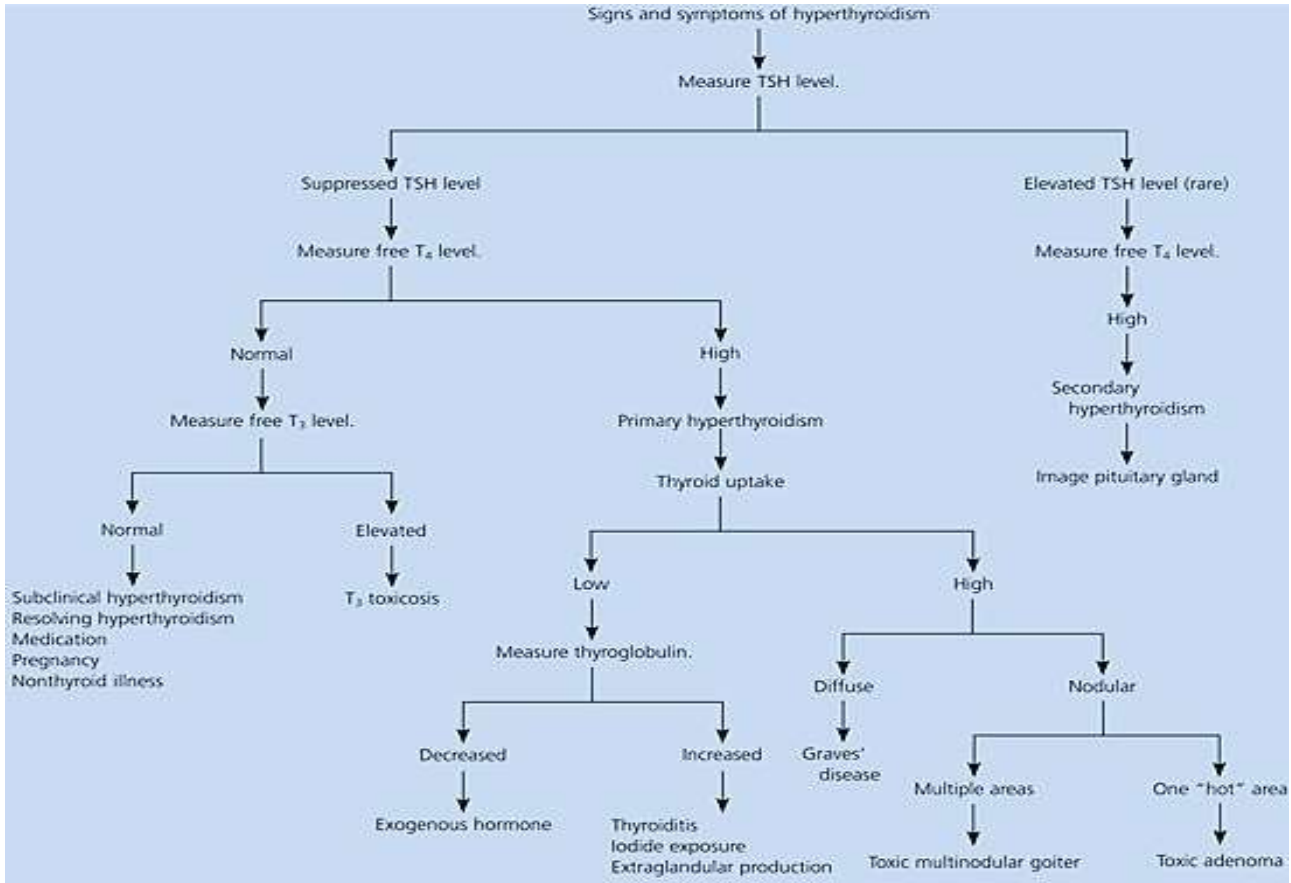 Signs and symptoms of hyperthyroidism
Measure TSH level.
Suppressed TSH level
Elevated TSH level (rare)
Measure free T₄ level.
Measure free T₄ level.
Normal
High
High
Measure free T₃ level.
Primary hyperthyroidism
Secondary
hyperthyroidism
Thyroid uptake
Image pituitary gland
Normal
Elevated
Low
High
Subclinical hyperthyroidism
Resolving hyperthyroidism
Medication
Pregnancy
Nonthyroid illness
T₃ toxicosis
Measure thyroglobulin.
Diffuse
Nodular
Decreased
Increased
Graves'
disease
Multiple areas
One "hot" area
Exogenous hormone
Thyroiditis
Iodide exposure
Extraglandular production
Toxic multinodular goiter
Toxic adenoma